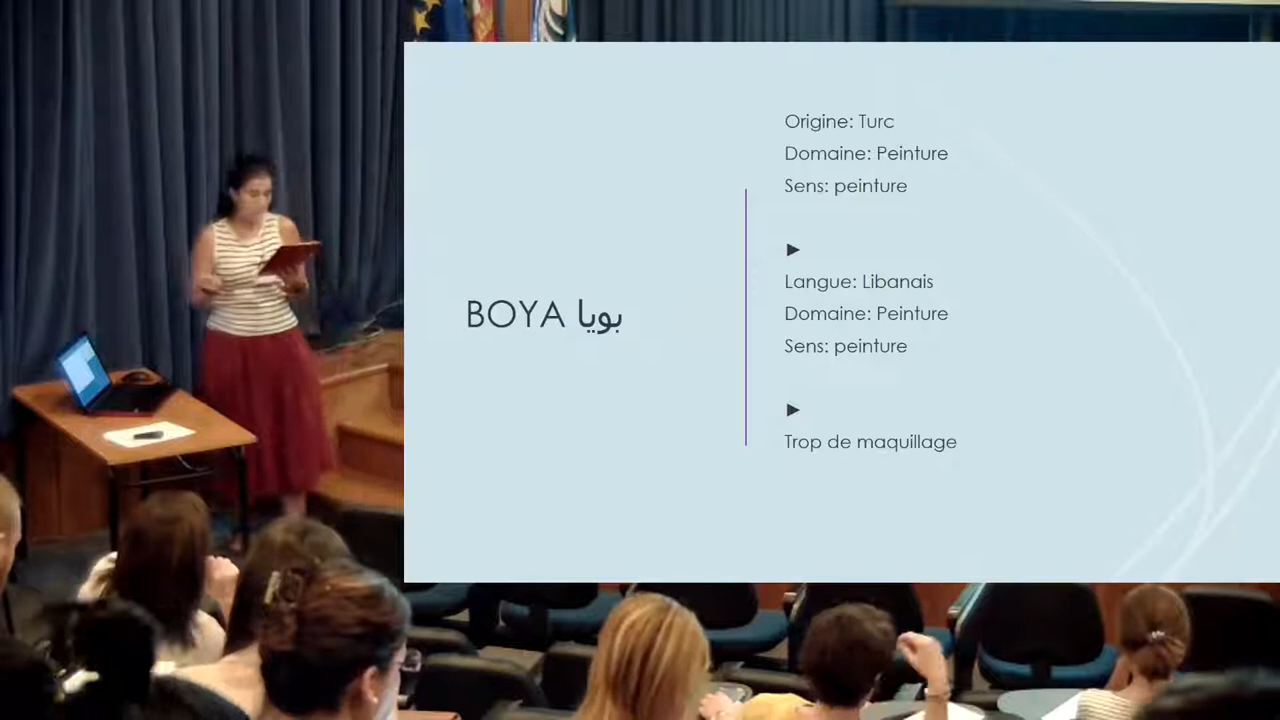 BOYA بويا
Origine: Turc
Domaine: Peinture
Sens: peinture
►
Langue: Libanais
Domaine: Peinture
Sens: peinture
►
Trop de maquillage